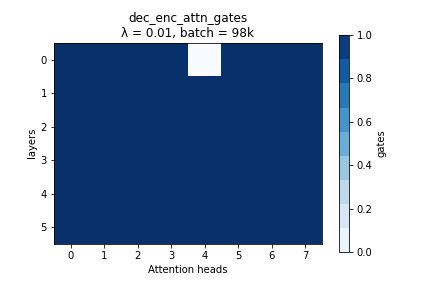 dec_enc_attn_gates
λ = 0.01, batch = 98k
layers
0
1
2
3
4
5
0 1 2 3 4 5 6 7
Attention heads
1.0
0.8
0.6
0.4
0.2
0.0
gates